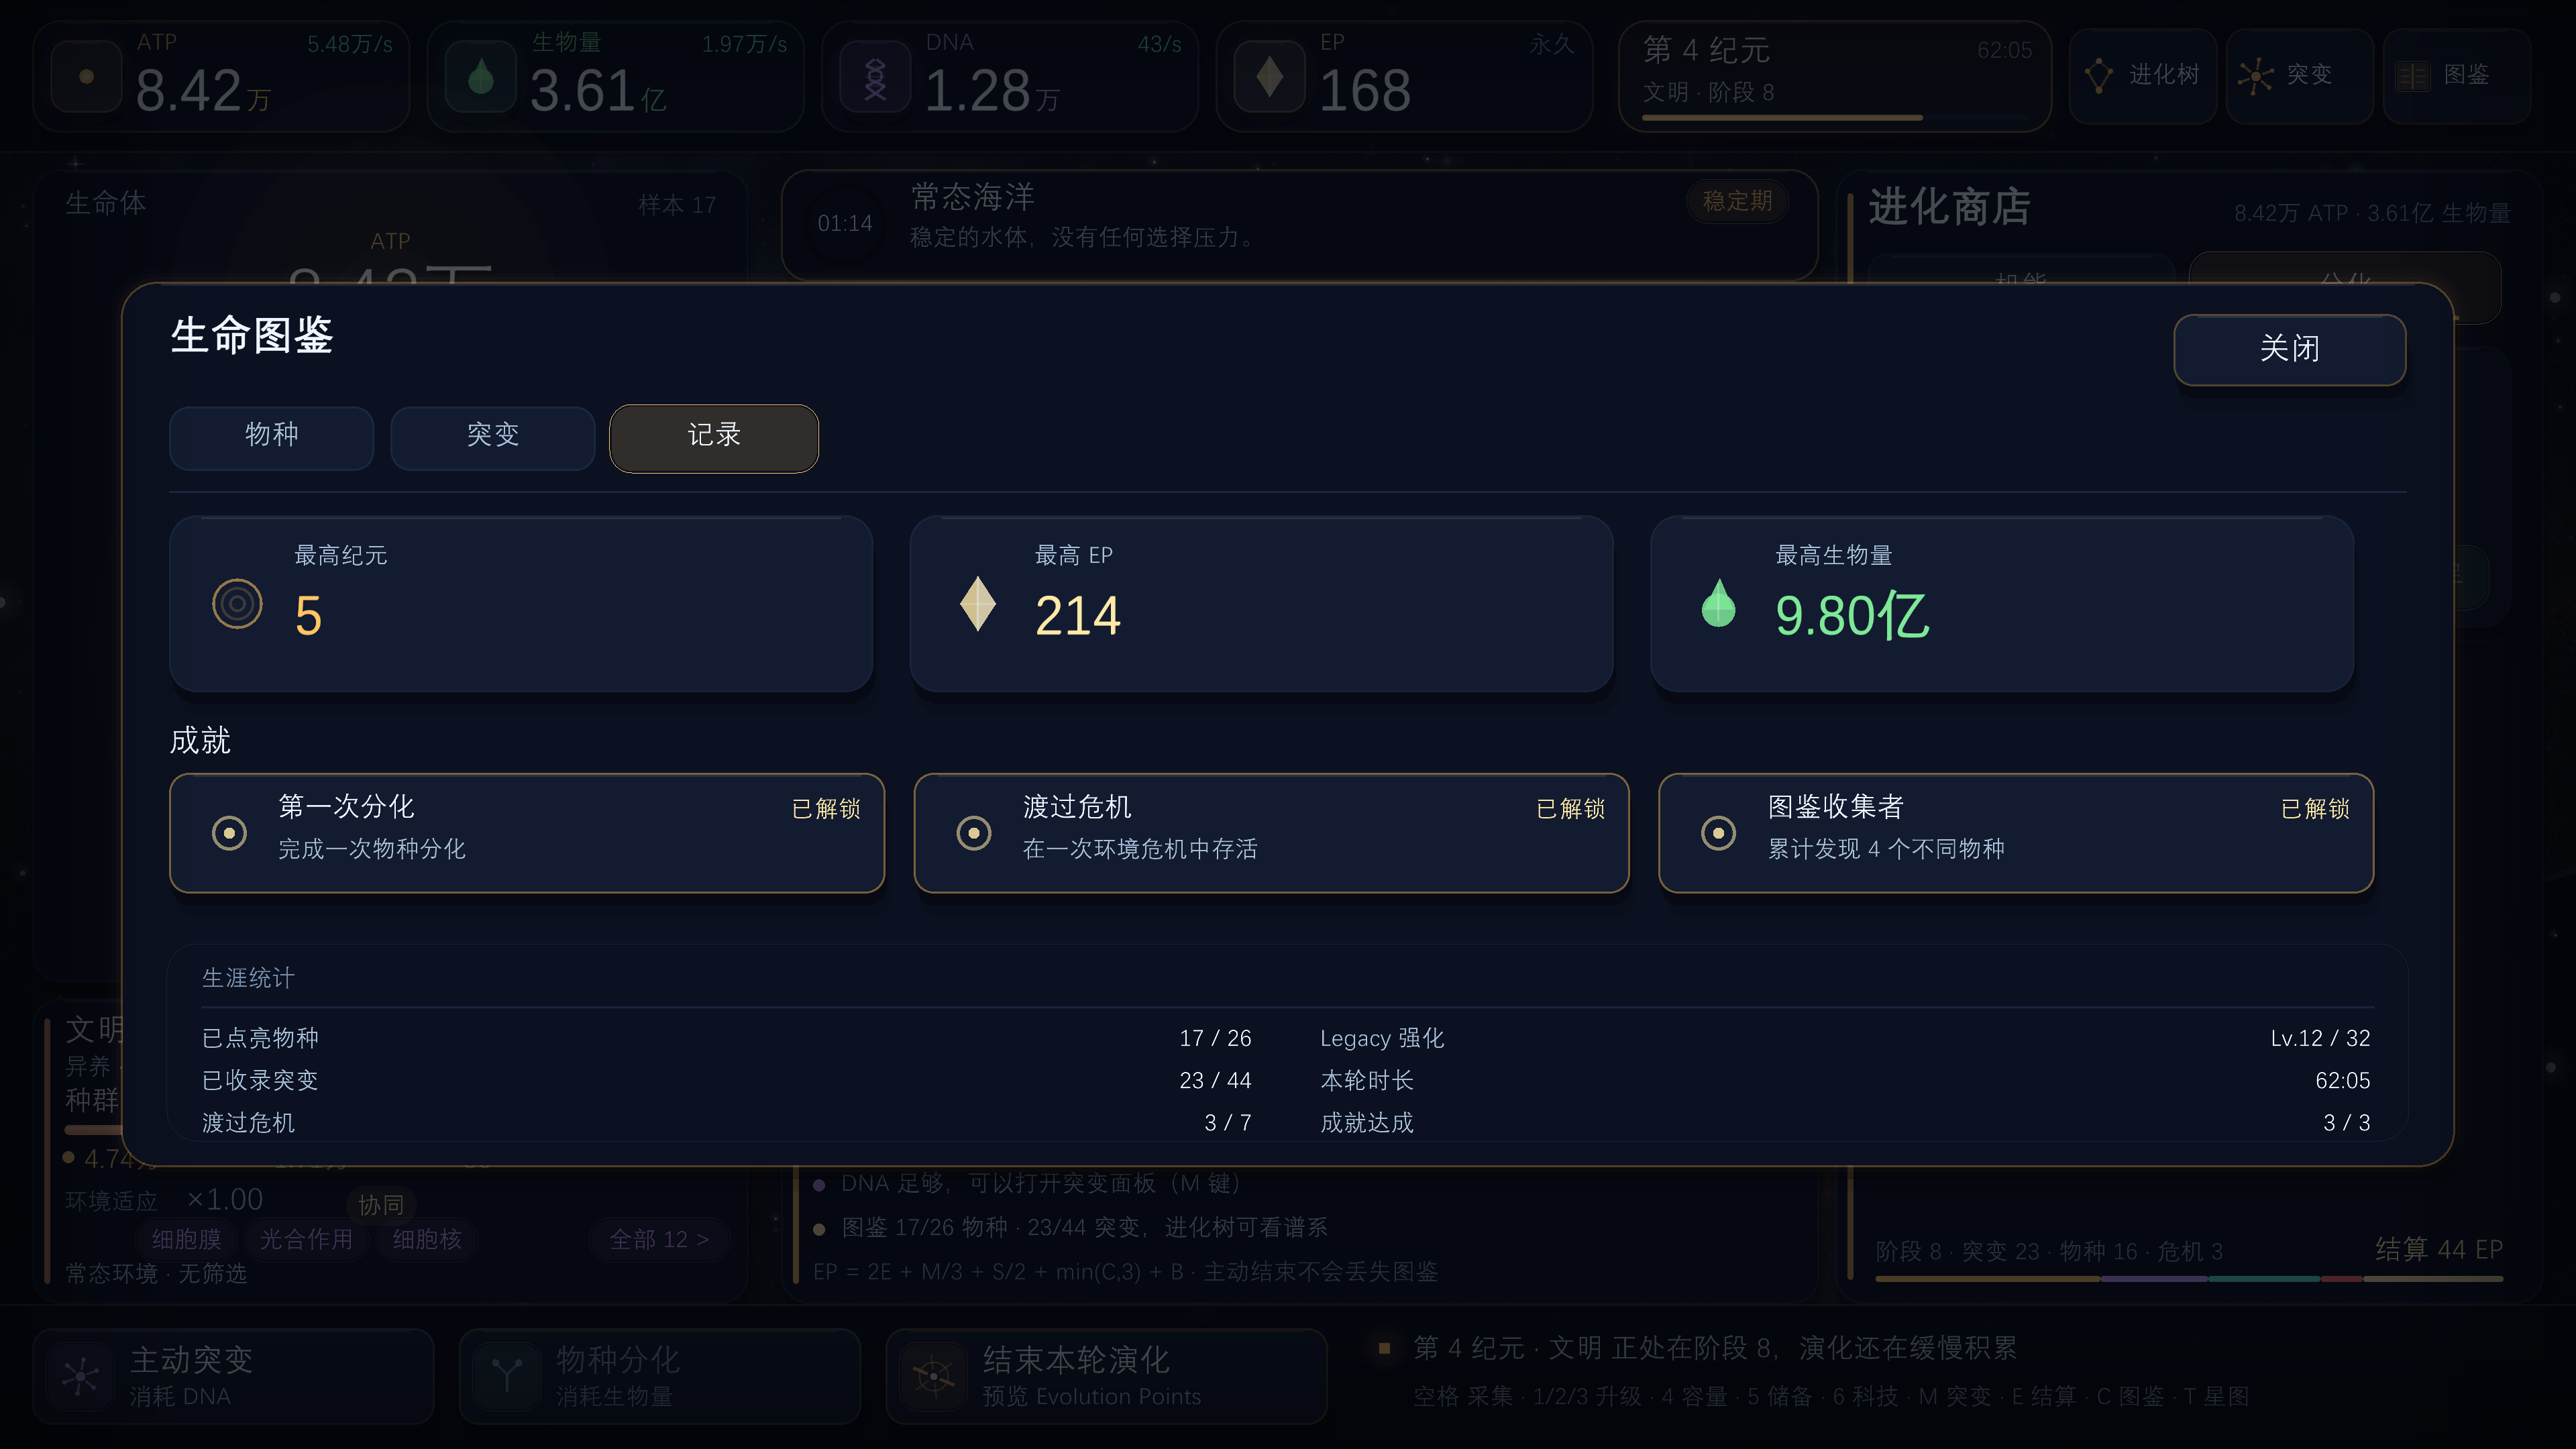 ATP 5.48万/s
8.42万
生物量 1.97万/s
3.61亿
DNA 43/s
1.28万
EP 永久
168
第 4 纪元 62:05
文明 · 阶段 8
进化树
突变
图鉴
生命体 样本 17
ATP
01:14
常态海洋
稳定期
稳定的水体，没有任何选择压力。
进化商店 8.42万 ATP · 3.61亿 生物量
生命图鉴
关闭
物种 突变 记录
最高纪元
5
最高 EP
214
最高生物量
9.80亿
成就
第一次分化 已解锁
完成一次物种分化
渡过危机 已解锁
在一次环境危机中存活
图鉴收集者 已解锁
累计发现 4 个不同物种
生涯统计
已点亮物种 17 / 26
Legacy 强化 Lv.12 / 32
已收录突变 23 / 44
本轮时长 62:05
渡过危机 3 / 7
成就达成 3 / 3
文明
异养
种群
环境适应 ×1.00 协同
细胞膜 光合作用 细胞核 全部 12 >
常态环境 · 无筛选
DNA 足够，可以打开突变面板（M 键）
图鉴 17/26 物种 · 23/44 突变，进化树可看谱系
EP = 2E + M/3 + S/2 + min(C,3) + B · 主动结束不会丢失图鉴
阶段 8 · 突变 23 · 物种 16 · 危机 3 结算 44 EP
主动突变
消耗 DNA
物种分化
消耗生物量
结束本轮演化
预览 Evolution Points
第 4 纪元 · 文明 正处在阶段 8，演化还在缓慢积累
空格 采集 · 1/2/3 升级 · 4 容量 · 5 储备 · 6 科技 · M 突变 · E 结算 · C 图鉴 · T 星图